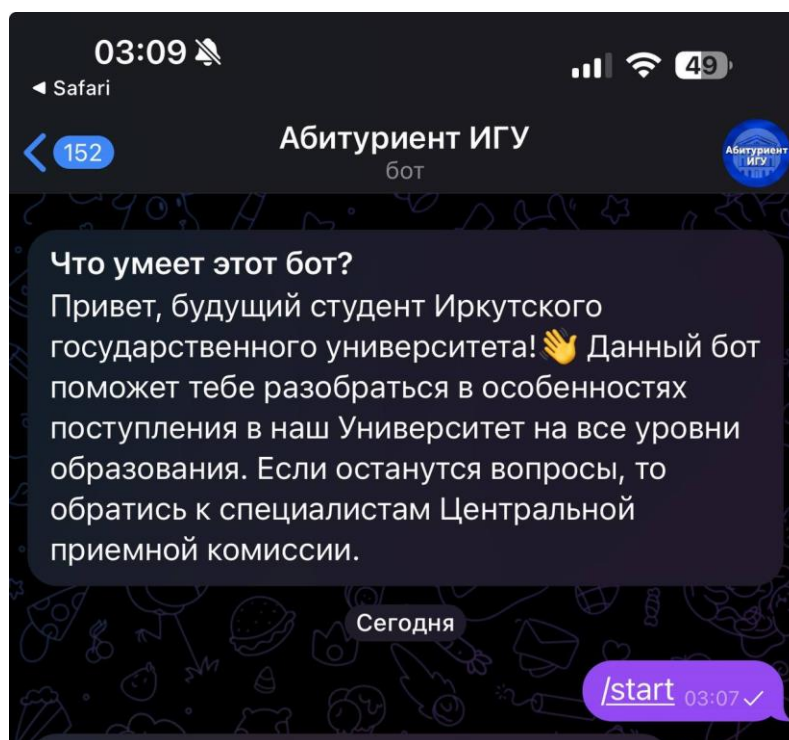 03:09
◀ Safari
49
152
Абитуриент ИГУ
бот
Абитуриент
ИГУ
Что умеет этот бот?
Привет, будущий студент Иркутского
государственного университета!👋 Данный бот
поможет тебе разобраться в особенностях
поступления в наш Университет на все уровни
образования. Если останутся вопросы, то
обратись к специалистам Центральной
приемной комиссии.
Сегодня
/start 03:07